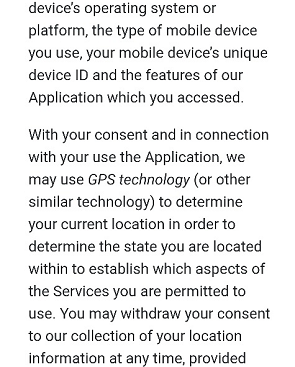 device's operating system or
platform, the type of mobile device
you use, your mobile device's unique
device ID and the features of our
Application which you accessed.
With your consent and in connection
with your use the Application, we
may use GPS technology (or other
similar technology) to determine
your current location in order to
determine the state you are located
within to establish which aspects of
the Services you are permitted to
use. You may withdraw your consent
to our collection of your location
information at any time, provided